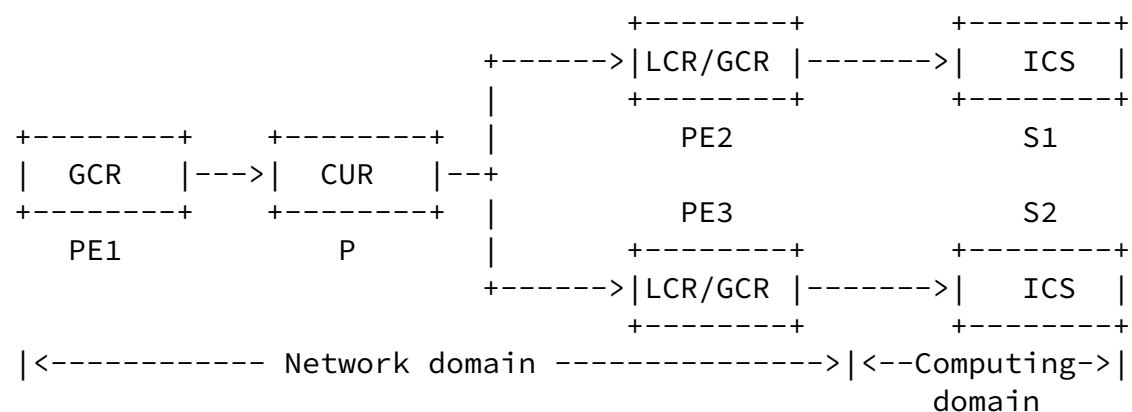 LCR/GCR ICS
PE2 S1
GCR CUR
PE3 S2
PE1 P
LCR/GCR ICS
Network domain Computing
domain